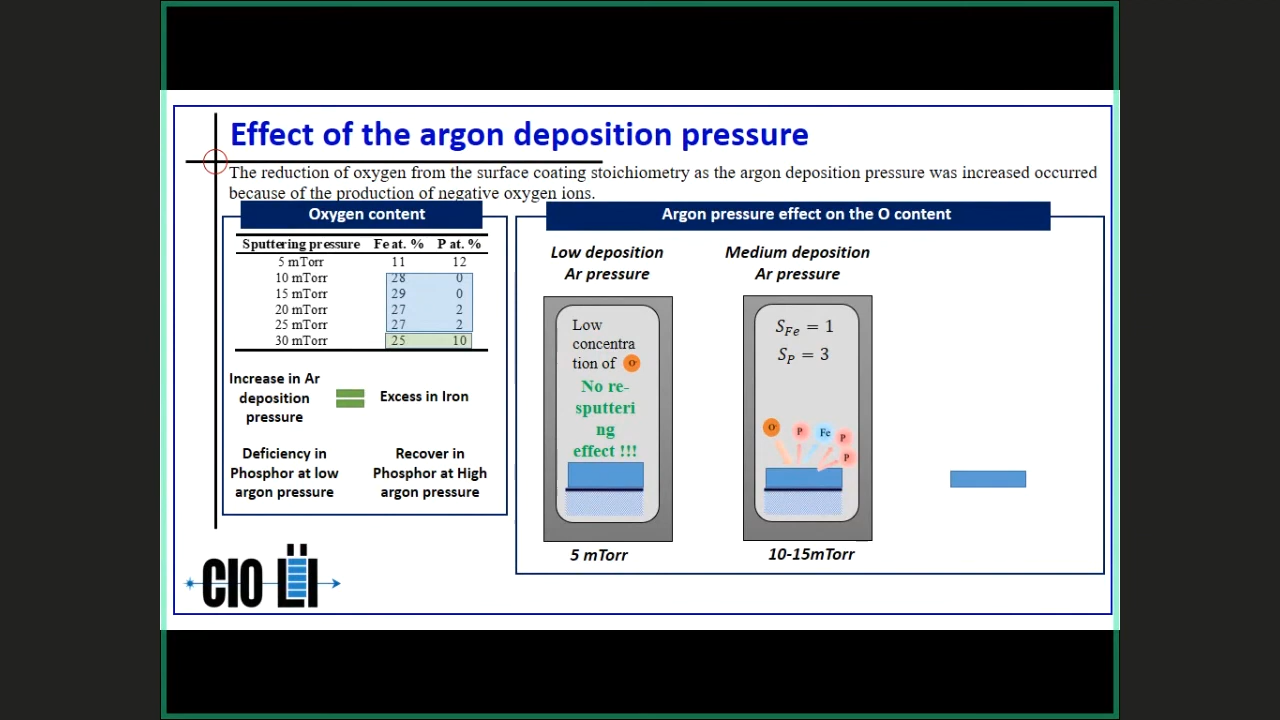 Effect of the argon deposition pressure
The reduction of oxygen from the surface coating stoichiometry as the argon deposition pressure was increased occurred
because of the production of negative oxygen ions.
Oxygen content
Sputtering pressure Fe at. % P at. %
5 mTorr 11 12
10 mTorr 28 0
15 mTorr 29 0
20 mTorr 27 2
25 mTorr 27 2
30 mTorr 25 10
Increase in Ar
deposition
pressure
Excess in Iron
Deficiency in
Phosphor at low
argon pressure
Recover in
Phosphor at High
argon pressure
Argon pressure effect on the O content
Low deposition
Ar pressure
Low
concentra
tion of O-
No re-
sputteri
ng
effect !!!
5 mTorr
Medium deposition
Ar pressure
S_Fe = 1
S_P = 3
O-
P
Fe
P
P
10-15mTorr
CIO LI